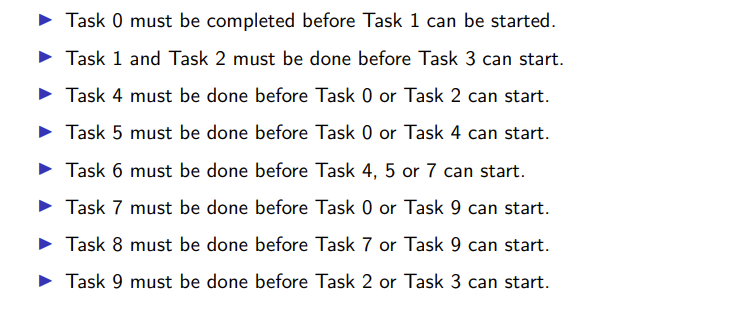 Task 0 must be completed before Task 1 can be started.
Task 1 and Task 2 must be done before Task 3 can start.
Task 4 must be done before Task 0 or Task 2 can start.
Task 5 must be done before Task 0 or Task 4 can start.
Task 6 must be done before Task 4, 5 or 7 can start.
Task 7 must be done before Task 0 or Task 9 can start.
Task 8 must be done before Task 7 or Task 9 can start.
Task 9 must be done before Task 2 or Task 3 can start.